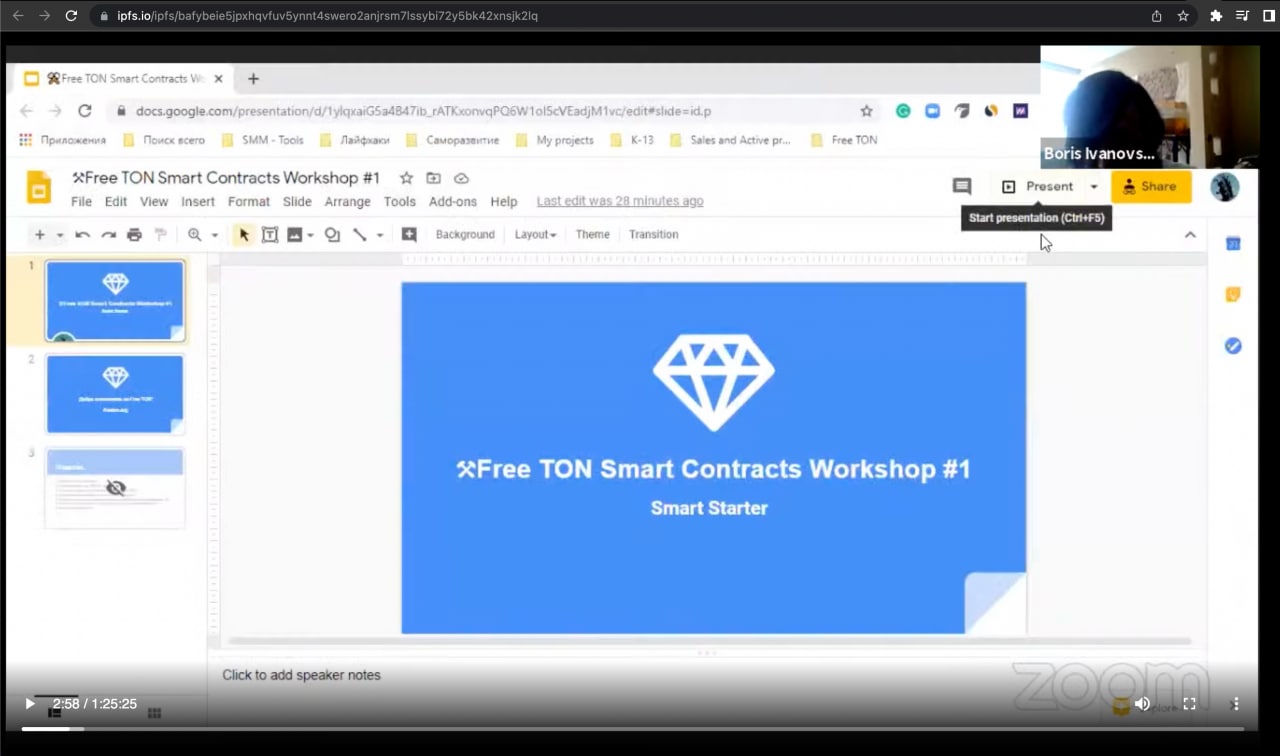 ipfs.io/ipfs/bafybeie5jpxhqvfuv5ynnt4swero2anjrsm7lssybi72y5bk42xnsjk2lq
Free TON Smart Contracts Wo
docs.google.com/presentation/d/1ylqxaiG5a4847ib_rATKxonvqPQ6W1oI5cVEadjM1vc/edit#slide=id.p
Приложения Поиск всего SMM - Tools Лайфхаки Саморазвитие My projects K-13 Sales and Active pr... Free TON
Boris Ivanovs...
⚒Free TON Smart Contracts Workshop #1
Present Share
File Edit View Insert Format Slide Arrange Tools Add-ons Help Last edit was 28 minutes ago
Start presentation (Ctrl+F5)
Background Layout Theme Transition
1
2
3
⚒Free TON Smart Contracts Workshop #1
Smart Starter
Click to add speaker notes
zoom
2:58 / 1:25:25